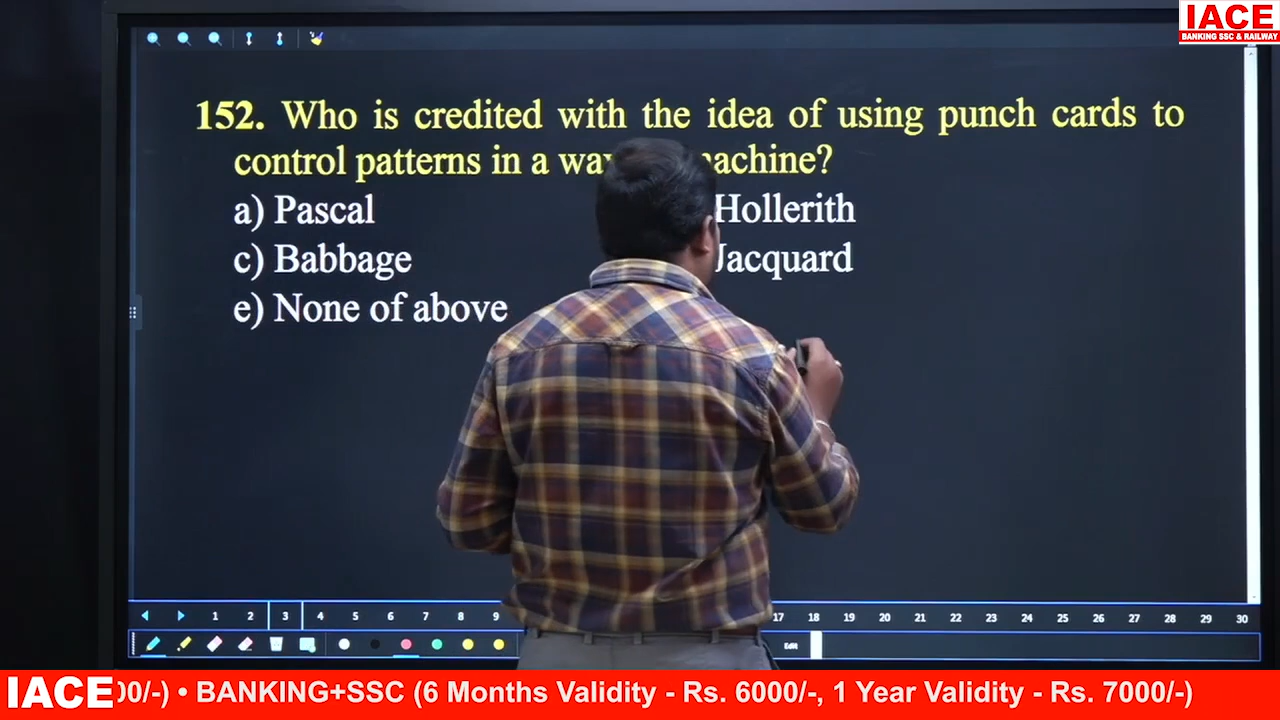 IACE
BANKING SSC & RAILWAY
152. Who is credited with the idea of using punch cards to
control patterns in a machine?
a) Pascal Hollerith
c) Babbage Jacquard
e) None of above
1 2 3 4 5 6 7 8 9 17 18 19 20 21 22 23 24 25 26 27 28 29 30
Edit
IACE 00/-) • BANKING+SSC (6 Months Validity - Rs. 6000/-, 1 Year Validity - Rs. 7000/-)